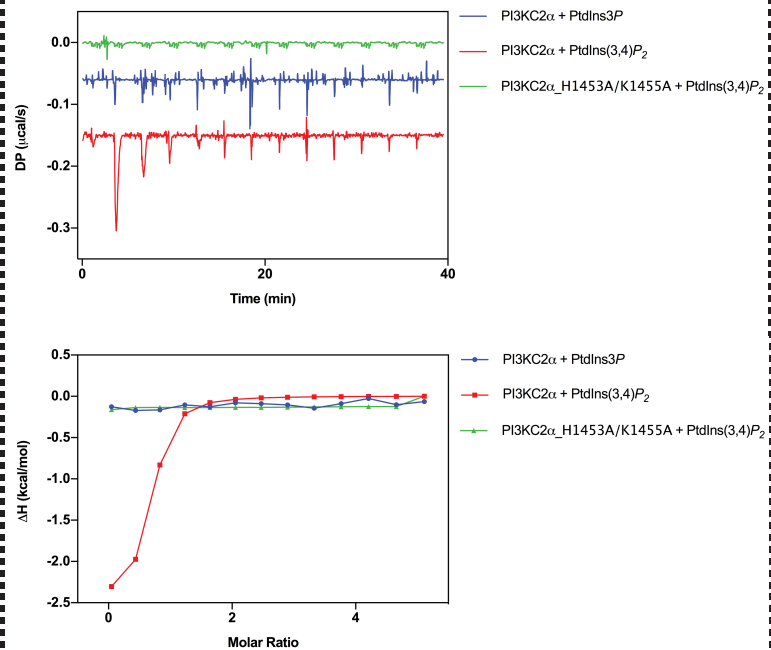 PI3KC2α + PtdIns3P
PI3KC2α + PtdIns(3,4)P2
PI3KC2α_H1453A/K1455A + PtdIns(3,4)P2
0.0
-0.1
-0.2
-0.3
DP (μcal/s)
0 20 40
Time (min)
PI3KC2α + PtdIns3P
PI3KC2α + PtdIns(3,4)P2
PI3KC2α_H1453A/K1455A + PtdIns(3,4)P2
0.5
0.0
-0.5
-1.0
-1.5
-2.0
-2.5
ΔH (kcal/mol)
0 2 4
Molar Ratio